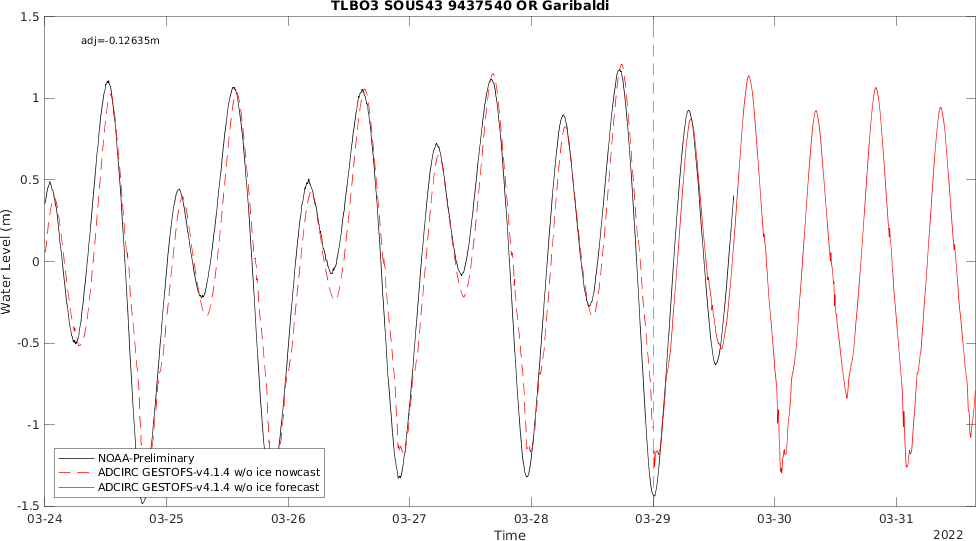 TLBO3 SOUS43 9437540 OR Garibaldi
adj=-0.12635m
1.5
1
0.5
0
-0.5
-1
-1.5
Water Level (m)
NOAA-Preliminary
ADCIRC GESTOFS-v4.1.4 w/o ice nowcast
ADCIRC GESTOFS-v4.1.4 w/o ice forecast
03-24 03-25 03-26 03-27 03-28 03-29 03-30 03-31
Time
2022